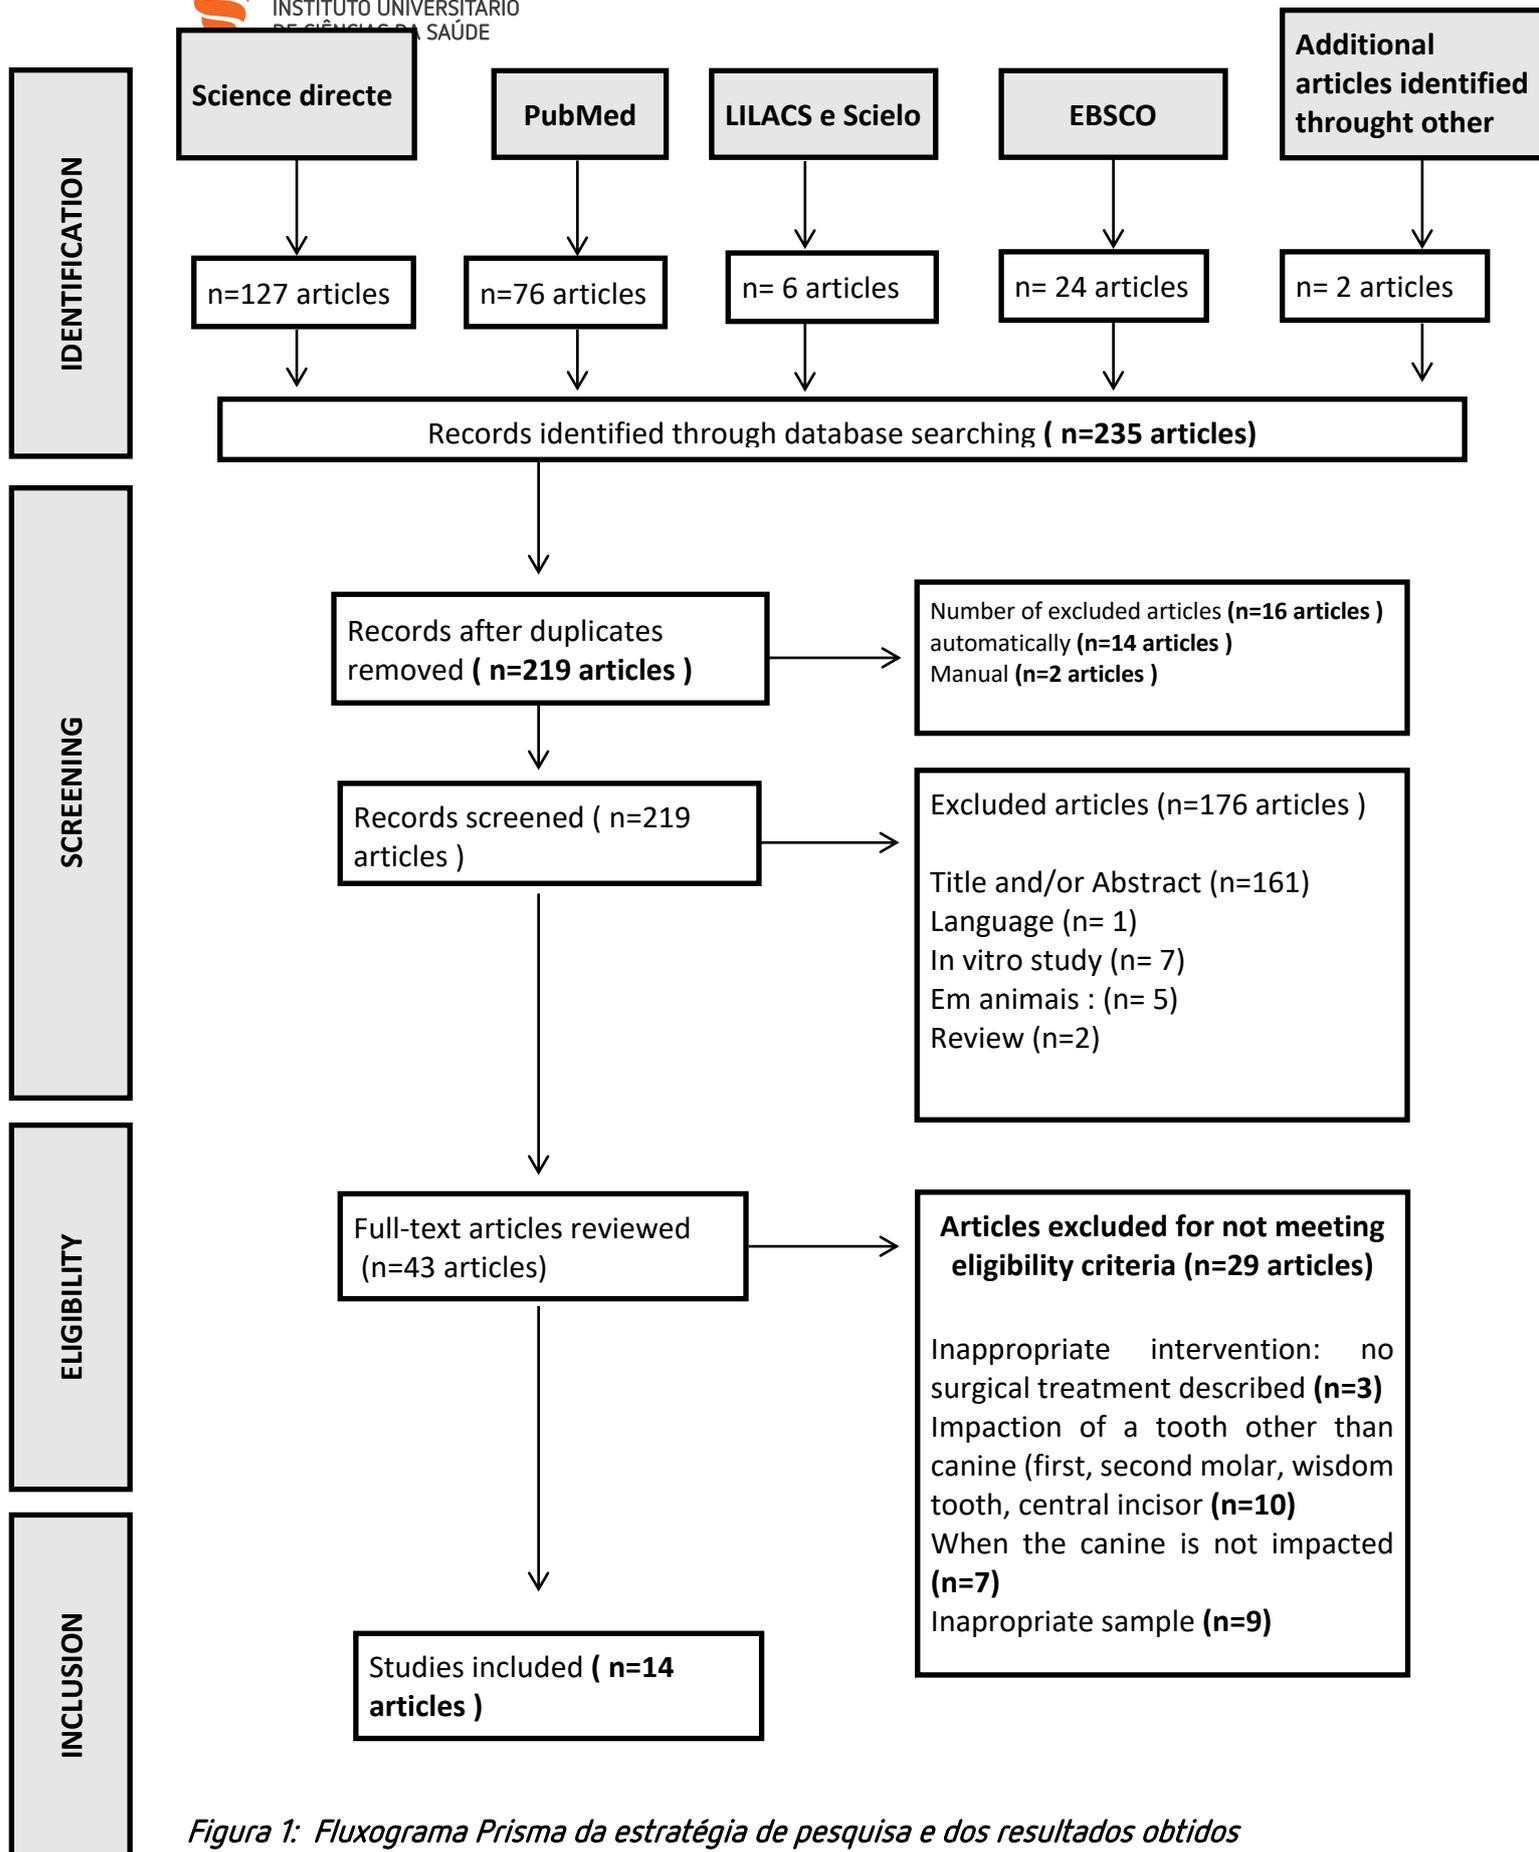 INSTITUTO UNIVERSITÁRIO
DE CIÊNCIAS DA SAÚDE
Science directe
PubMed
LILACS e Scielo
EBSCO
Additional
articles identified
throught other
IDENTIFICATION
n=127 articles
n=76 articles
n= 6 articles
n= 24 articles
n= 2 articles
Records identified through database searching ( n=235 articles)
SCREENING
Records after duplicates
removed ( n=219 articles )
Number of excluded articles (n=16 articles )
automatically (n=14 articles )
Manual (n=2 articles )
Records screened ( n=219
articles )
Excluded articles (n=176 articles )
Title and/or Abstract (n=161)
Language (n= 1)
In vitro study (n= 7)
Em animais : (n= 5)
Review (n=2)
ELIGIBILITY
Full-text articles reviewed
(n=43 articles)
Articles excluded for not meeting
eligibility criteria (n=29 articles)
Inappropriate intervention: no
surgical treatment described (n=3)
Impaction of a tooth other than
canine (first, second molar, wisdom
tooth, central incisor (n=10)
When the canine is not impacted
(n=7)
Inapropriate sample (n=9)
INCLUSION
Studies included ( n=14
articles )
Figura 1: Fluxograma Prisma da estratégia de pesquisa e dos resultados obtidos